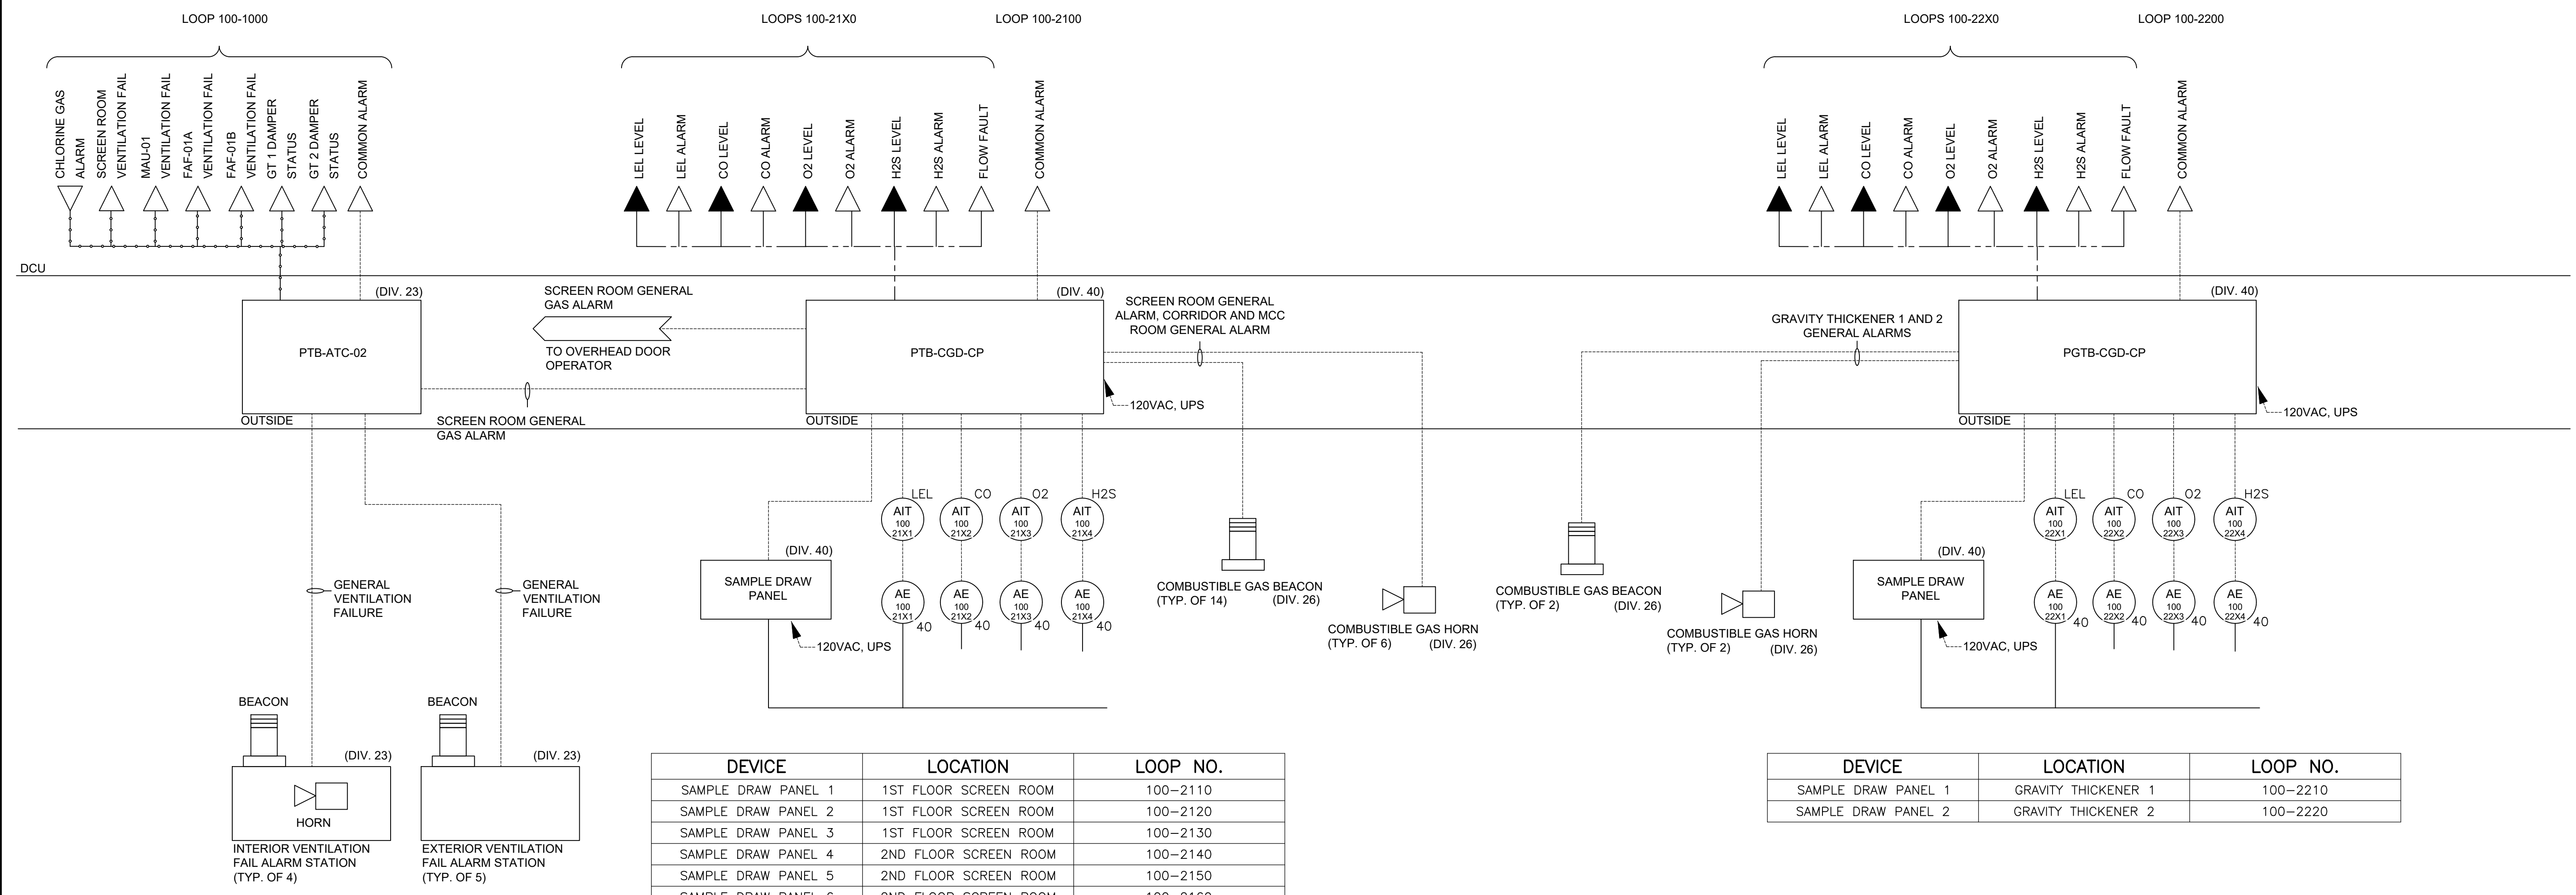 LOOP 100-1000
LOOPS 100-21X0
LOOP 100-2100
LOOPS 100-22X0
LOOP 100-2200
CHLORINE GAS
ALARM
SCREEN ROOM
VENTILATION FAIL
MAU-01
VENTILATION FAIL
FAF-01A
VENTILATION FAIL
FAF-01B
VENTILATION FAIL
GT 1 DAMPER
STATUS
GT 2 DAMPER
STATUS
COMMON ALARM
LEL LEVEL
LEL ALARM
CO LEVEL
CO ALARM
O2 LEVEL
O2 ALARM
H2S LEVEL
H2S ALARM
FLOW FAULT
COMMON ALARM
LEL LEVEL
LEL ALARM
CO LEVEL
CO ALARM
O2 LEVEL
O2 ALARM
H2S LEVEL
H2S ALARM
FLOW FAULT
COMMON ALARM
DCU
(DIV. 23)
PTB-ATC-02
OUTSIDE
SCREEN ROOM GENERAL
GAS ALARM
TO OVERHEAD DOOR
OPERATOR
SCREEN ROOM GENERAL
GAS ALARM
(DIV. 40)
PTB-CGD-CP
OUTSIDE
120VAC, UPS
SCREEN ROOM GENERAL
ALARM, CORRIDOR AND MCC
ROOM GENERAL ALARM
GRAVITY THICKENER 1 AND 2
GENERAL ALARMS
(DIV. 40)
PGTB-CGD-CP
OUTSIDE
120VAC, UPS
GENERAL
VENTILATION
FAILURE
GENERAL
VENTILATION
FAILURE
BEACON
(DIV. 23)
HORN
INTERIOR VENTILATION
FAIL ALARM STATION
(TYP. OF 4)
BEACON
(DIV. 23)
EXTERIOR VENTILATION
FAIL ALARM STATION
(TYP. OF 5)
(DIV. 40)
SAMPLE DRAW
PANEL
120VAC, UPS
LEL
AIT
100
21X1
CO
AIT
100
21X2
O2
AIT
100
21X3
H2S
AIT
100
21X4
AE
100
21X1
40
AE
100
21X2
40
AE
100
21X3
40
AE
100
21X4
40
COMBUSTIBLE GAS BEACON
(TYP. OF 14) (DIV. 26)
COMBUSTIBLE GAS HORN
(TYP. OF 6) (DIV. 26)
COMBUSTIBLE GAS BEACON
(TYP. OF 2) (DIV. 26)
COMBUSTIBLE GAS HORN
(TYP. OF 2) (DIV. 26)
(DIV. 40)
SAMPLE DRAW
PANEL
120VAC, UPS
LEL
AIT
100
22X1
CO
AIT
100
22X2
O2
AIT
100
22X3
H2S
AIT
100
22X4
AE
100
22X1
40
AE
100
22X2
40
AE
100
22X3
40
AE
100
22X4
40
DEVICE LOCATION LOOP NO.
SAMPLE DRAW PANEL 1 1ST FLOOR SCREEN ROOM 100-2110
SAMPLE DRAW PANEL 2 1ST FLOOR SCREEN ROOM 100-2120
SAMPLE DRAW PANEL 3 1ST FLOOR SCREEN ROOM 100-2130
SAMPLE DRAW PANEL 4 2ND FLOOR SCREEN ROOM 100-2140
SAMPLE DRAW PANEL 5 2ND FLOOR SCREEN ROOM 100-2150
DEVICE LOCATION LOOP NO.
SAMPLE DRAW PANEL 1 GRAVITY THICKENER 1 100-2210
SAMPLE DRAW PANEL 2 GRAVITY THICKENER 2 100-2220